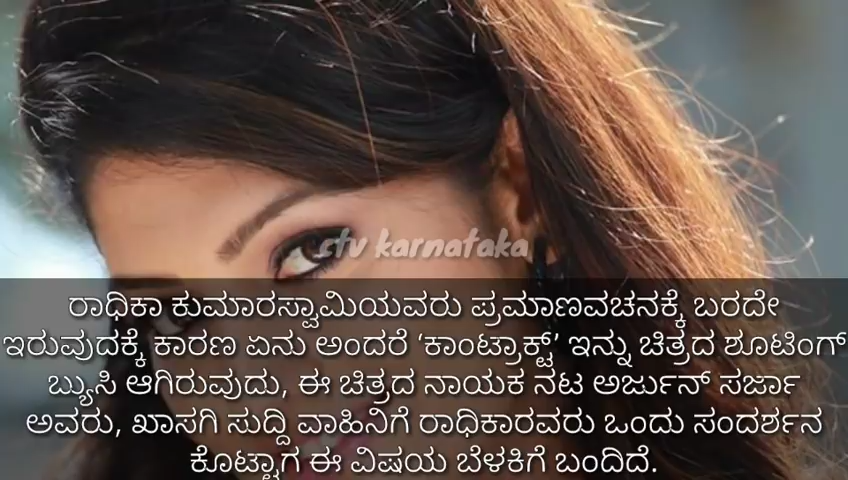 ctv karnataka
ರಾಧಿಕಾ ಕುಮಾರಸ್ವಾಮಿಯವರು ಪ್ರಮಾಣವಚನಕ್ಕೆ ಬರದೇ
ಇರುವುದಕ್ಕೆ ಕಾರಣ ಏನು ಅಂದರೆ ‘ಕಾಂಟ್ರಾಕ್ಟ್’ ಇನ್ನು ಚಿತ್ರದ ಶೂಟಿಂಗ್
ಬ್ಯುಸಿ ಆಗಿರುವುದು, ಈ ಚಿತ್ರದ ನಾಯಕ ನಟ ಅರ್ಜುನ್ ಸರ್ಜಾ
ಅವರು, ಖಾಸಗಿ ಸುದ್ದಿ ವಾಹಿನಿಗೆ ರಾಧಿಕಾರವರು ಒಂದು ಸಂದರ್ಶನ
ಕೊಟ್ಟಾಗ ಈ ವಿಷಯ ಬೆಳಕಿಗೆ ಬಂದಿದೆ.